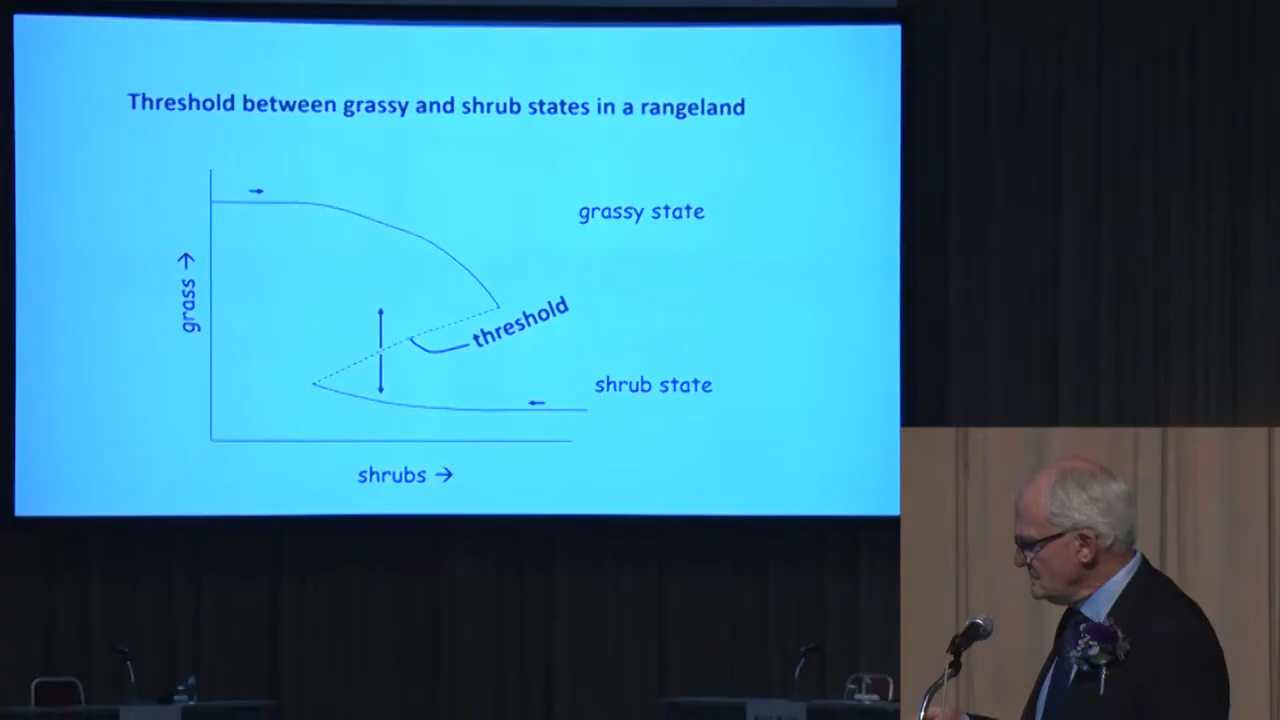 Threshold between grassy and shrub states in a rangeland
grassy state
grass →
threshold
shrub state
shrubs →